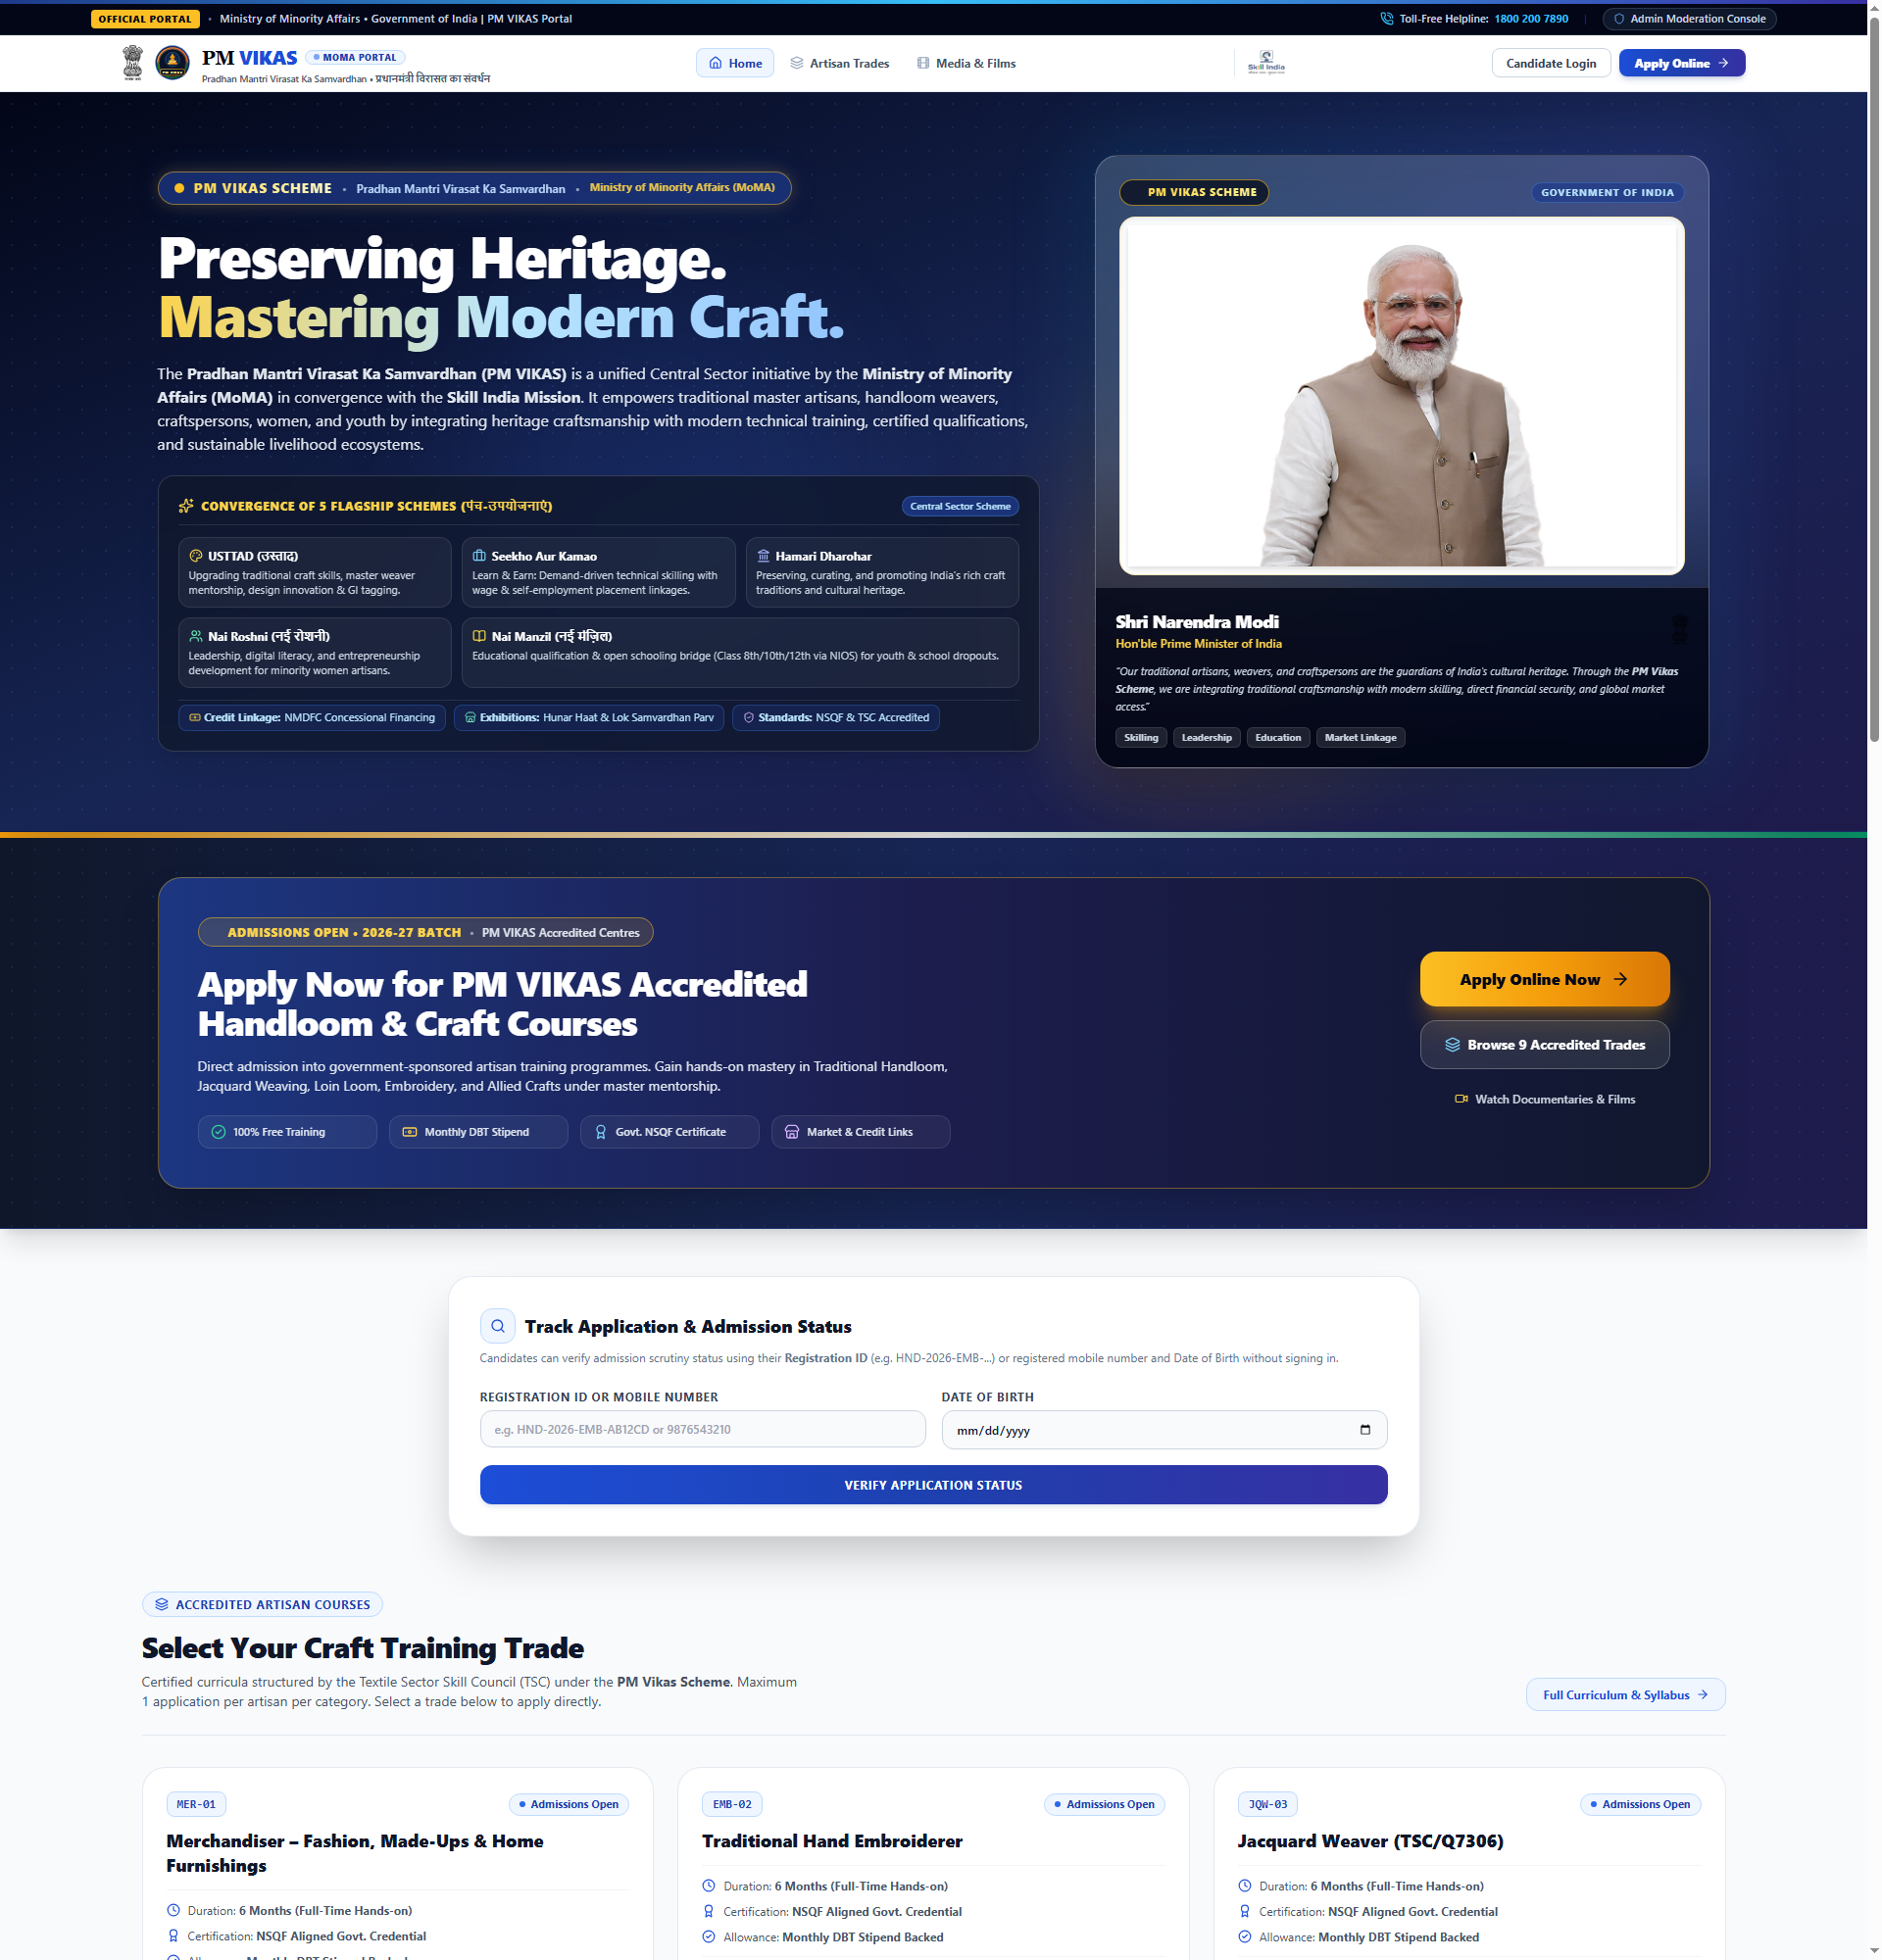 OFFICIAL PORTAL • Ministry of Minority Affairs • Government of India | PM VIKAS Portal
Toll-Free Helpline: 1800 200 7890
Admin Moderation Console
PM VIKAS
MOMA PORTAL
Pradhan Mantri Virasat Ka Samvardhan • प्रधानमंत्री विरासत का संवर्धन
Home
Artisan Trades
Media & Films
Skill India
Candidate Login
Apply Online
PM VIKAS SCHEME • Pradhan Mantri Virasat Ka Samvardhan • Ministry of Minority Affairs (MoMA)
Preserving Heritage.
Mastering Modern Craft.
The Pradhan Mantri Virasat Ka Samvardhan (PM VIKAS) is a unified Central Sector initiative by the Ministry of Minority
Affairs (MoMA) in convergence with the Skill India Mission. It empowers traditional master artisans, handloom weavers,
craftspersons, women, and youth by integrating heritage craftsmanship with modern technical training, certified qualifications,
and sustainable livelihood ecosystems.
CONVERGENCE OF 5 FLAGSHIP SCHEMES (पंच-उपयोजनाएं)
Central Sector Scheme
USTTAD (उस्ताद)
Upgrading traditional craft skills, master weaver
mentorship, design innovation & GI tagging.
Seekho Aur Kamao
Learn & Earn: Demand-driven technical skilling with
wage & self-employment placement linkages.
Hamari Dharohar
Preserving, curating, and promoting India's rich craft
traditions and cultural heritage.
Nai Roshni (नई रोशनी)
Leadership, digital literacy, and entrepreneurship
development for minority women artisans.
Nai Manzil (नई मंज़िल)
Educational qualification & open schooling bridge (Class 8th/10th/12th via NIOS) for youth & school dropouts.
Credit Linkage: NMDFC Concessional Financing
Exhibitions: Hunar Haat & Lok Samvardhan Parv
Standards: NSQF & TSC Accredited
PM VIKAS SCHEME
GOVERNMENT OF INDIA
Shri Narendra Modi
Hon'ble Prime Minister of India
"Our traditional artisans, weavers, and craftspersons are the guardians of India's cultural heritage. Through the PM Vikas
Scheme, we are integrating traditional craftsmanship with modern skilling, direct financial security, and global market
access."
Skilling
Leadership
Education
Market Linkage
ADMISSIONS OPEN • 2026-27 BATCH • PM VIKAS Accredited Centres
Apply Now for PM VIKAS Accredited
Handloom & Craft Courses
Direct admission into government-sponsored artisan training programmes. Gain hands-on mastery in Traditional Handloom,
Jacquard Weaving, Loin Loom, Embroidery, and Allied Crafts under master mentorship.
100% Free Training
Monthly DBT Stipend
Govt. NSQF Certificate
Market & Credit Links
Apply Online Now
Browse 9 Accredited Trades
Watch Documentaries & Films
Track Application & Admission Status
Candidates can verify admission scrutiny status using their Registration ID (e.g. HND-2026-EMB-...) or registered mobile number and Date of Birth without signing in.
REGISTRATION ID OR MOBILE NUMBER
e.g. HND-2026-EMB-AB12CD or 9876543210
DATE OF BIRTH
mm/dd/yyyy
VERIFY APPLICATION STATUS
ACCREDITED ARTISAN COURSES
Select Your Craft Training Trade
Certified curricula structured by the Textile Sector Skill Council (TSC) under the PM Vikas Scheme. Maximum
1 application per artisan per category. Select a trade below to apply directly.
Full Curriculum & Syllabus
MER-01
Admissions Open
Merchandiser – Fashion, Made-Ups & Home
Furnishings
Duration: 6 Months (Full-Time Hands-on)
Certification: NSQF Aligned Govt. Credential
Allowance: Monthly DBT Stipend Backed
EMB-02
Admissions Open
Traditional Hand Embroiderer
Duration: 6 Months (Full-Time Hands-on)
Certification: NSQF Aligned Govt. Credential
Allowance: Monthly DBT Stipend Backed
JQW-03
Admissions Open
Jacquard Weaver (TSC/Q7306)
Duration: 6 Months (Full-Time Hands-on)
Certification: NSQF Aligned Govt. Credential
Allowance: Monthly DBT Stipend Backed